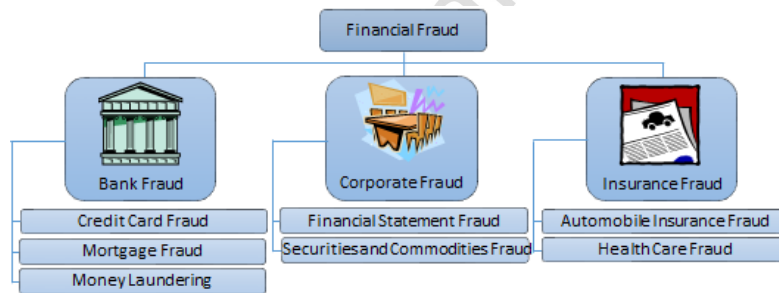 Financial Fraud
Bank Fraud
Corporate Fraud
Insurance Fraud
Credit Card Fraud
Financial Statement Fraud
Automobile Insurance Fraud
Mortgage Fraud
Securities and Commodities Fraud
Health Care Fraud
Money Laundering